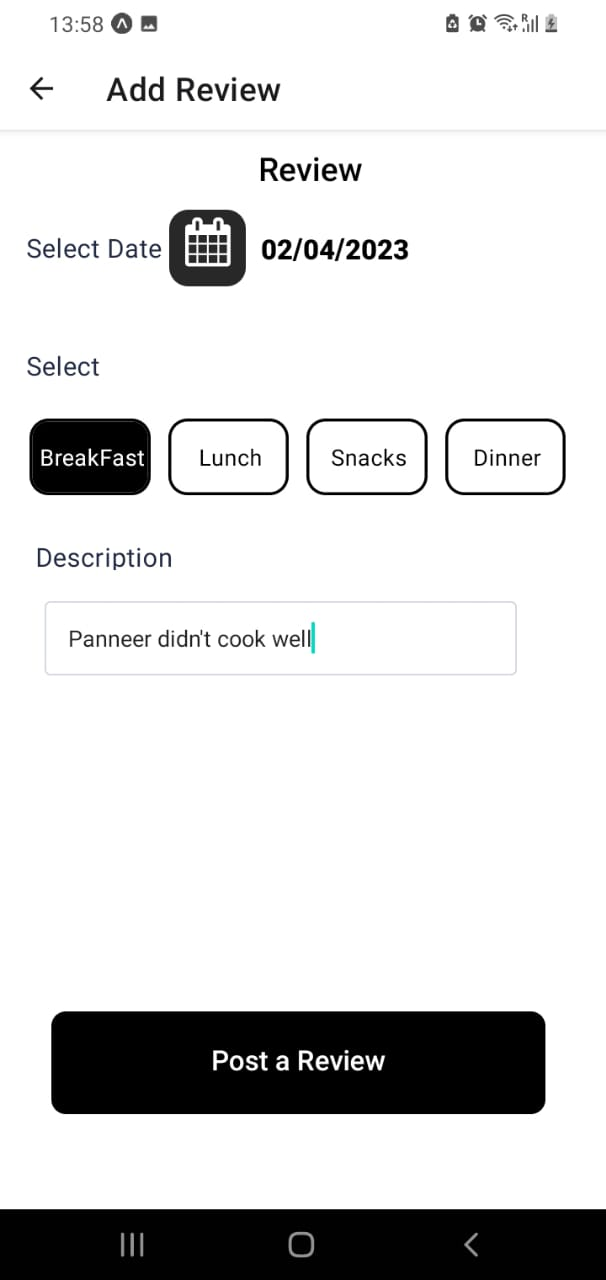 13:58
Add Review
Review
Select Date 02/04/2023
Select
BreakFast Lunch Snacks Dinner
Description
Panneer didn't cook well
Post a Review